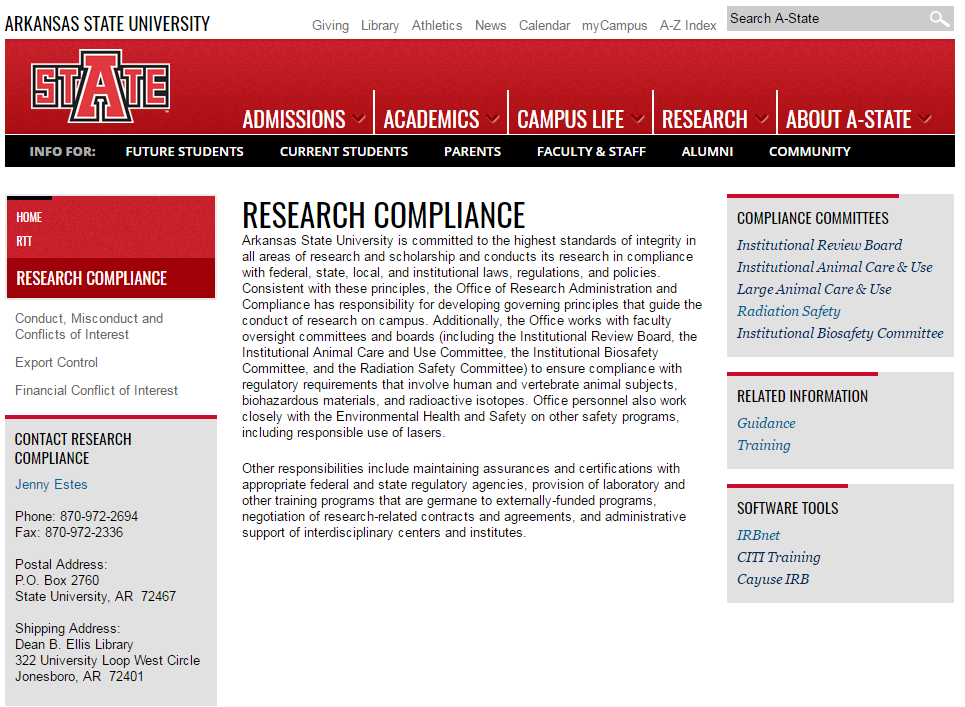 ARKANSAS STATE UNIVERSITY
Giving Library Athletics News Calendar myCampus A-Z Index
Search A-State
STATE
ADMISSIONS ACADEMICS CAMPUS LIFE RESEARCH ABOUT A-STATE
INFO FOR: FUTURE STUDENTS CURRENT STUDENTS PARENTS FACULTY & STAFF ALUMNI COMMUNITY
HOME
RTT
RESEARCH COMPLIANCE
Conduct, Misconduct and
Conflicts of Interest
Export Control
Financial Conflict of Interest
CONTACT RESEARCH
COMPLIANCE
Jenny Estes
Phone: 870-972-2694
Fax: 870-972-2336
Postal Address:
P.O. Box 2760
State University, AR 72467
Shipping Address:
Dean B. Ellis Library
322 University Loop West Circle
Jonesboro, AR 72401
RESEARCH COMPLIANCE
Arkansas State University is committed to the highest standards of integrity in
all areas of research and scholarship and conducts its research in compliance
with federal, state, local, and institutional laws, regulations, and policies.
Consistent with these principles, the Office of Research Administration and
Compliance has responsibility for developing governing principles that guide the
conduct of research on campus. Additionally, the Office works with faculty
oversight committees and boards (including the Institutional Review Board, the
Institutional Animal Care and Use Committee, the Institutional Biosafety
Committee, and the Radiation Safety Committee) to ensure compliance with
regulatory requirements that involve human and vertebrate animal subjects,
biohazardous materials, and radioactive isotopes. Office personnel also work
closely with the Environmental Health and Safety on other safety programs,
including responsible use of lasers.
Other responsibilities include maintaining assurances and certifications with
appropriate federal and state regulatory agencies, provision of laboratory and
other training programs that are germane to externally-funded programs,
negotiation of research-related contracts and agreements, and administrative
support of interdisciplinary centers and institutes.
COMPLIANCE COMMITTEES
Institutional Review Board
Institutional Animal Care & Use
Large Animal Care & Use
Radiation Safety
Institutional Biosafety Committee
RELATED INFORMATION
Guidance
Training
SOFTWARE TOOLS
IRBnet
CITI Training
Cayuse IRB